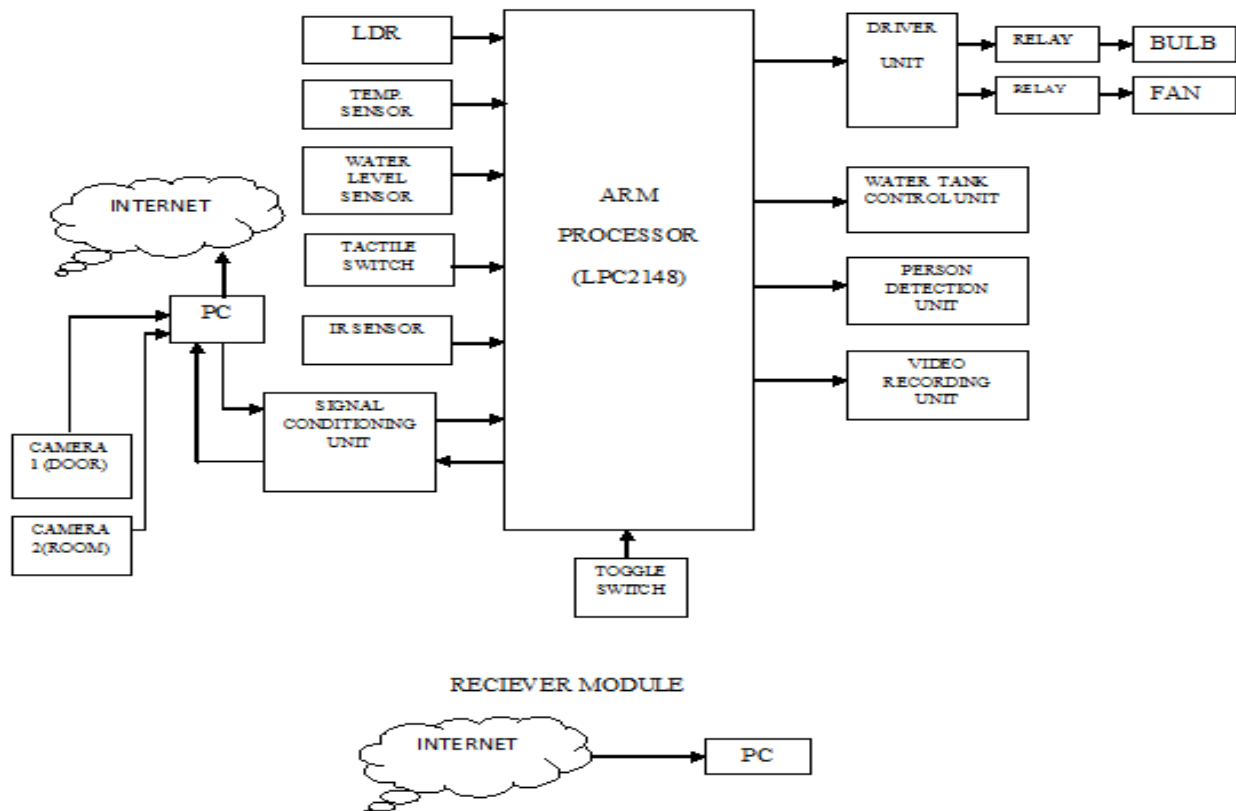 LDR
TEMP.
SENSOR
WATER
LEVEL
SENSOR
TACTILE
SWITCH
IR SENSOR
SIGNAL
CONDITIONING
UNIT
INTERNET
PC
CAMERA
1 (DOOR)
CAMERA
2(ROOM)
ARM
PROCESSOR
(LPC2148)
TOGGLE
SWITCH
DRIVER
UNIT
RELAY
BULB
RELAY
FAN
WATER TANK
CONTROL UNIT
PERSON
DETECTION
UNIT
VIDEO
RECORDING
UNIT
RECIEVER MODULE
INTERNET
PC